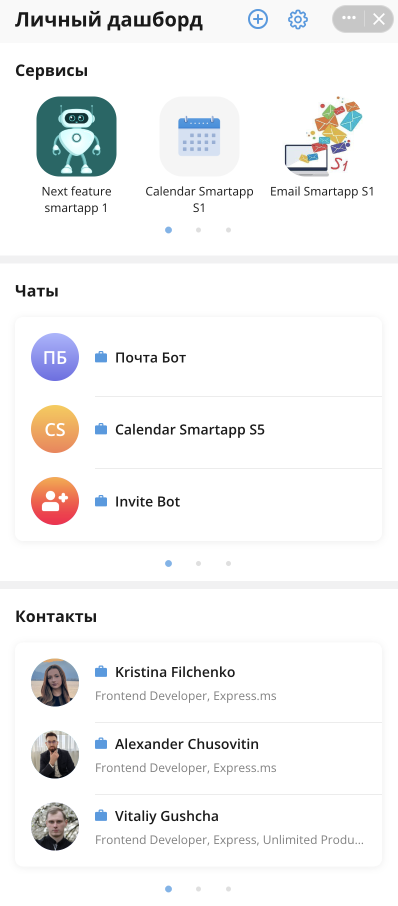 Личный дашборд
Сервисы
S1
Next feature
smartapp 1
Calendar Smartapp
S1
Email Smartapp S1
Чаты
ПБ
Почта Бот
CS
Calendar Smartapp S5
Invite Bot
Контакты
Kristina Filchenko
Frontend Developer, Express.ms
Alexander Chusovitin
Frontend Developer, Express.ms
Vitaliy Gushcha
Frontend Developer, Express, Unlimited Produ...